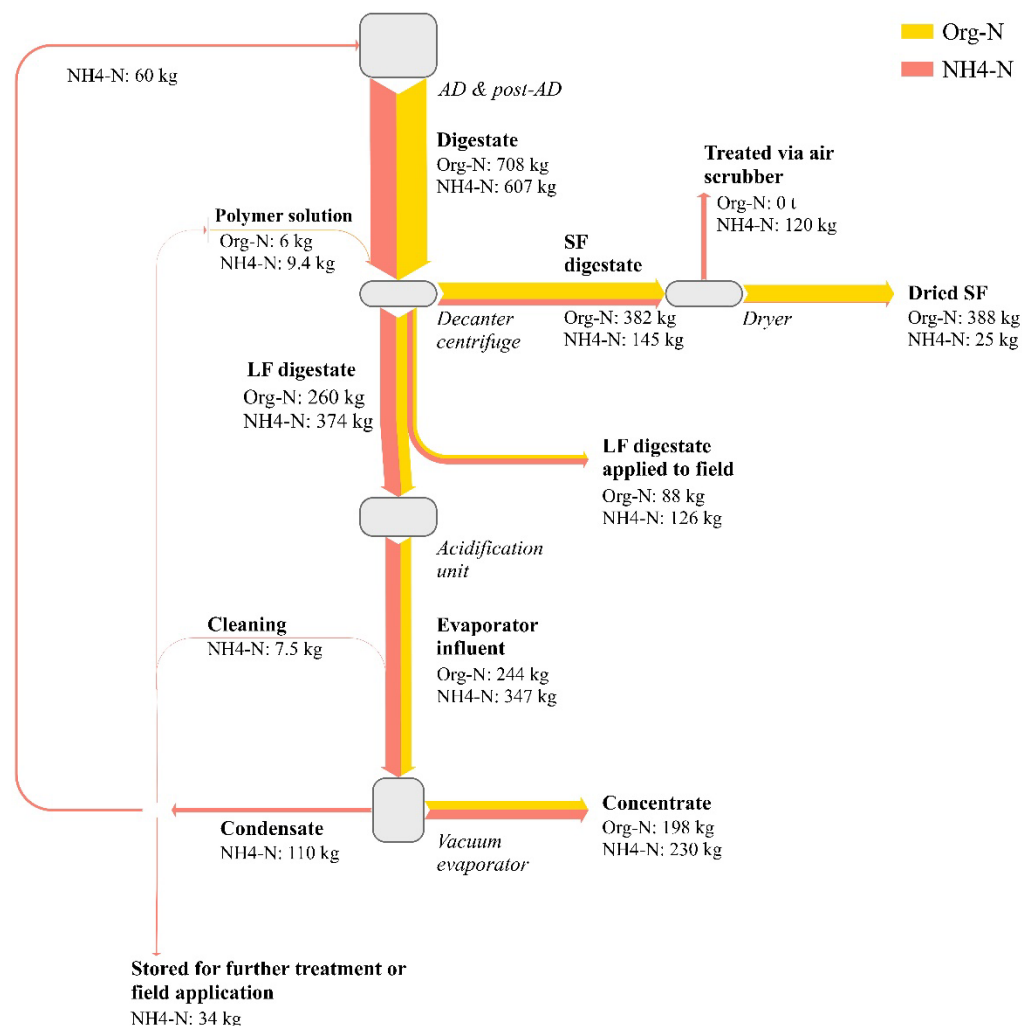 Org-N
NH4-N
NH4-N: 60 kg
AD & post-AD
Digestate
Org-N: 708 kg
NH4-N: 607 kg
Treated via air
scrubber
Org-N: 0 t
NH4-N: 120 kg
Polymer solution
Org-N: 6 kg
NH4-N: 9.4 kg
SF
digestate
Org-N: 382 kg
NH4-N: 145 kg
Decanter
centrifuge
Dryer
Dried SF
Org-N: 388 kg
NH4-N: 25 kg
LF digestate
Org-N: 260 kg
NH4-N: 374 kg
LF digestate
applied to field
Org-N: 88 kg
NH4-N: 126 kg
Acidification
unit
Cleaning
NH4-N: 7.5 kg
Evaporator
influent
Org-N: 244 kg
NH4-N: 347 kg
Condensate
NH4-N: 110 kg
Vacuum
evaporator
Concentrate
Org-N: 198 kg
NH4-N: 230 kg
Stored for further treatment or
field application
NH4-N: 34 kg